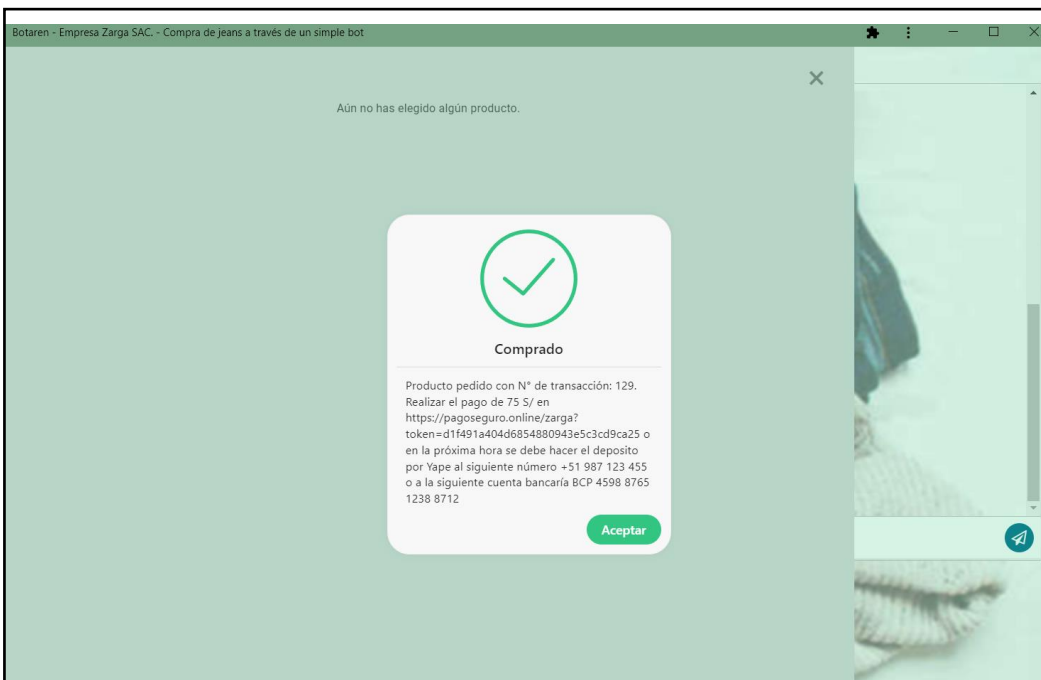 Botaren - Empresa Zarga SAC. - Compra de jeans a través de un simple bot
Aún no has elegido algún producto.
Comprado
Producto pedido con N° de transacción: 129.
Realizar el pago de 75 S/ en
https://pagoseguro.online/zarga?
token=d1f491a404d6854880943e5c3cd9ca25 o
en la próxima hora se debe hacer el deposito
por Yape al siguiente número +51 987 123 455
o a la siguiente cuenta bancaría BCP 4598 8765
1238 8712
Aceptar